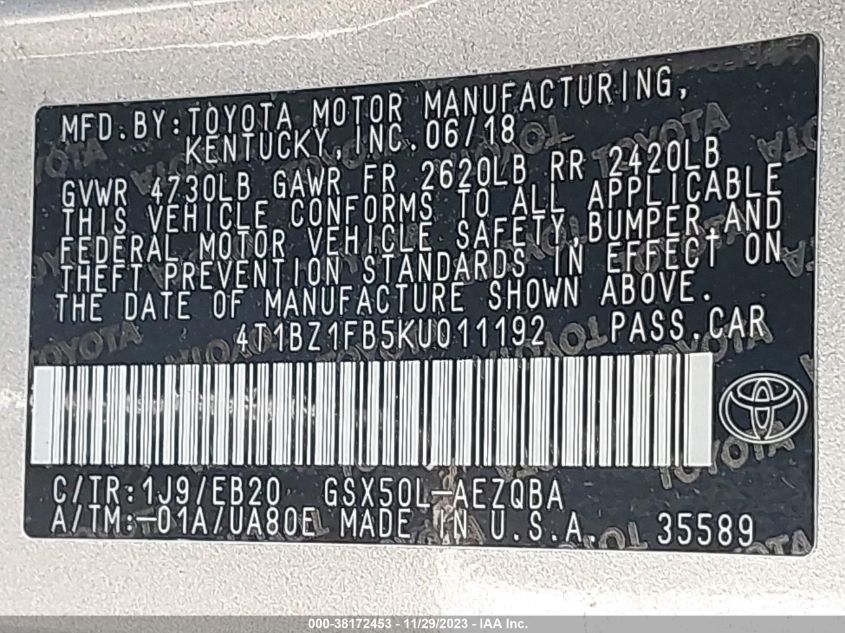 MFD.BY:TOYOTA MOTOR MANUFACTURING,
KENTUCKY,INC.06/18
GVWR 4730LB GAWR FR 2620LB RR 2420LB
THIS VEHICLE CONFORMS TO ALL APPLICABLE
FEDERAL MOTOR VEHICLE SAFETY,BUMPER,AND
THEFT PREVENTION STANDARDS IN EFFECT ON
THE DATE OF MANUFACTURE SHOWN ABOVE.
4T1BZ1FB5KU011192 PASS.CAR
C/TR:1J9/EB20 GSX50L-AEZQBA
A/TM:-01A/UA80E MADE IN U.S.A. 35589
000-38172453 - 11/29/2023 - IAA Inc.